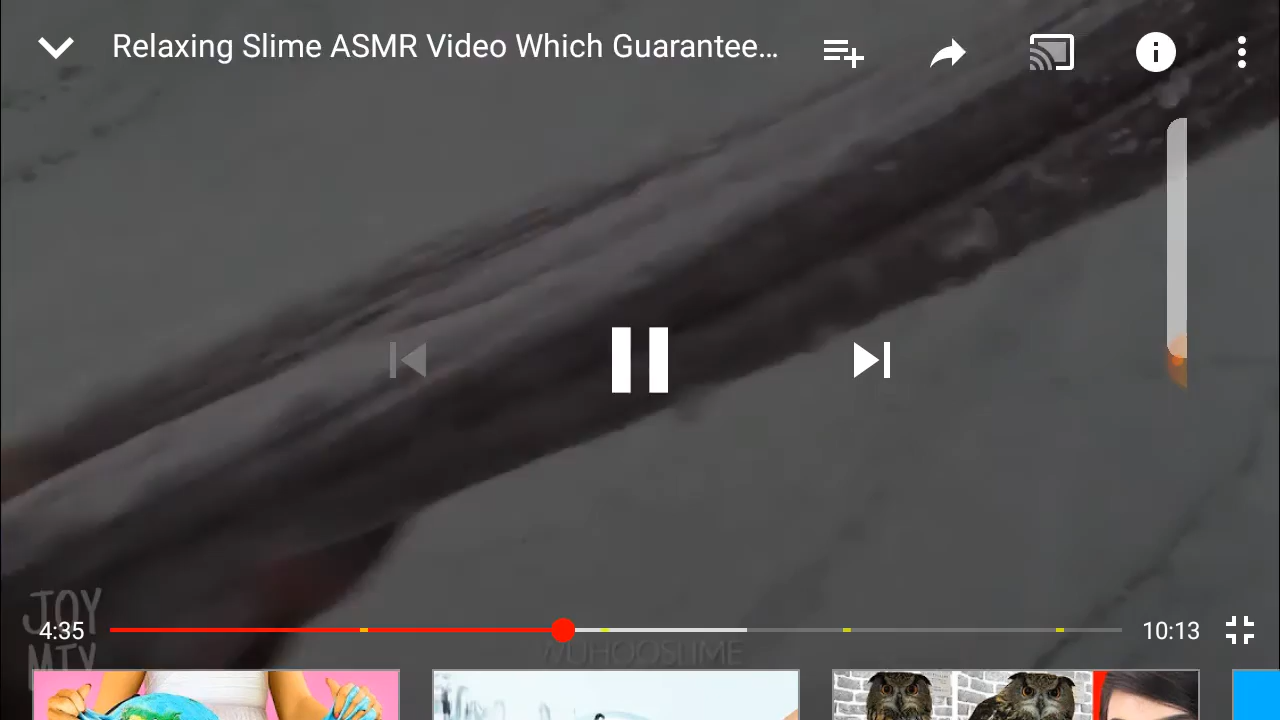 Relaxing Slime ASMR Video Which Guarantee...
JOY
4:35
10:13
MTV
WUHOOSLIME